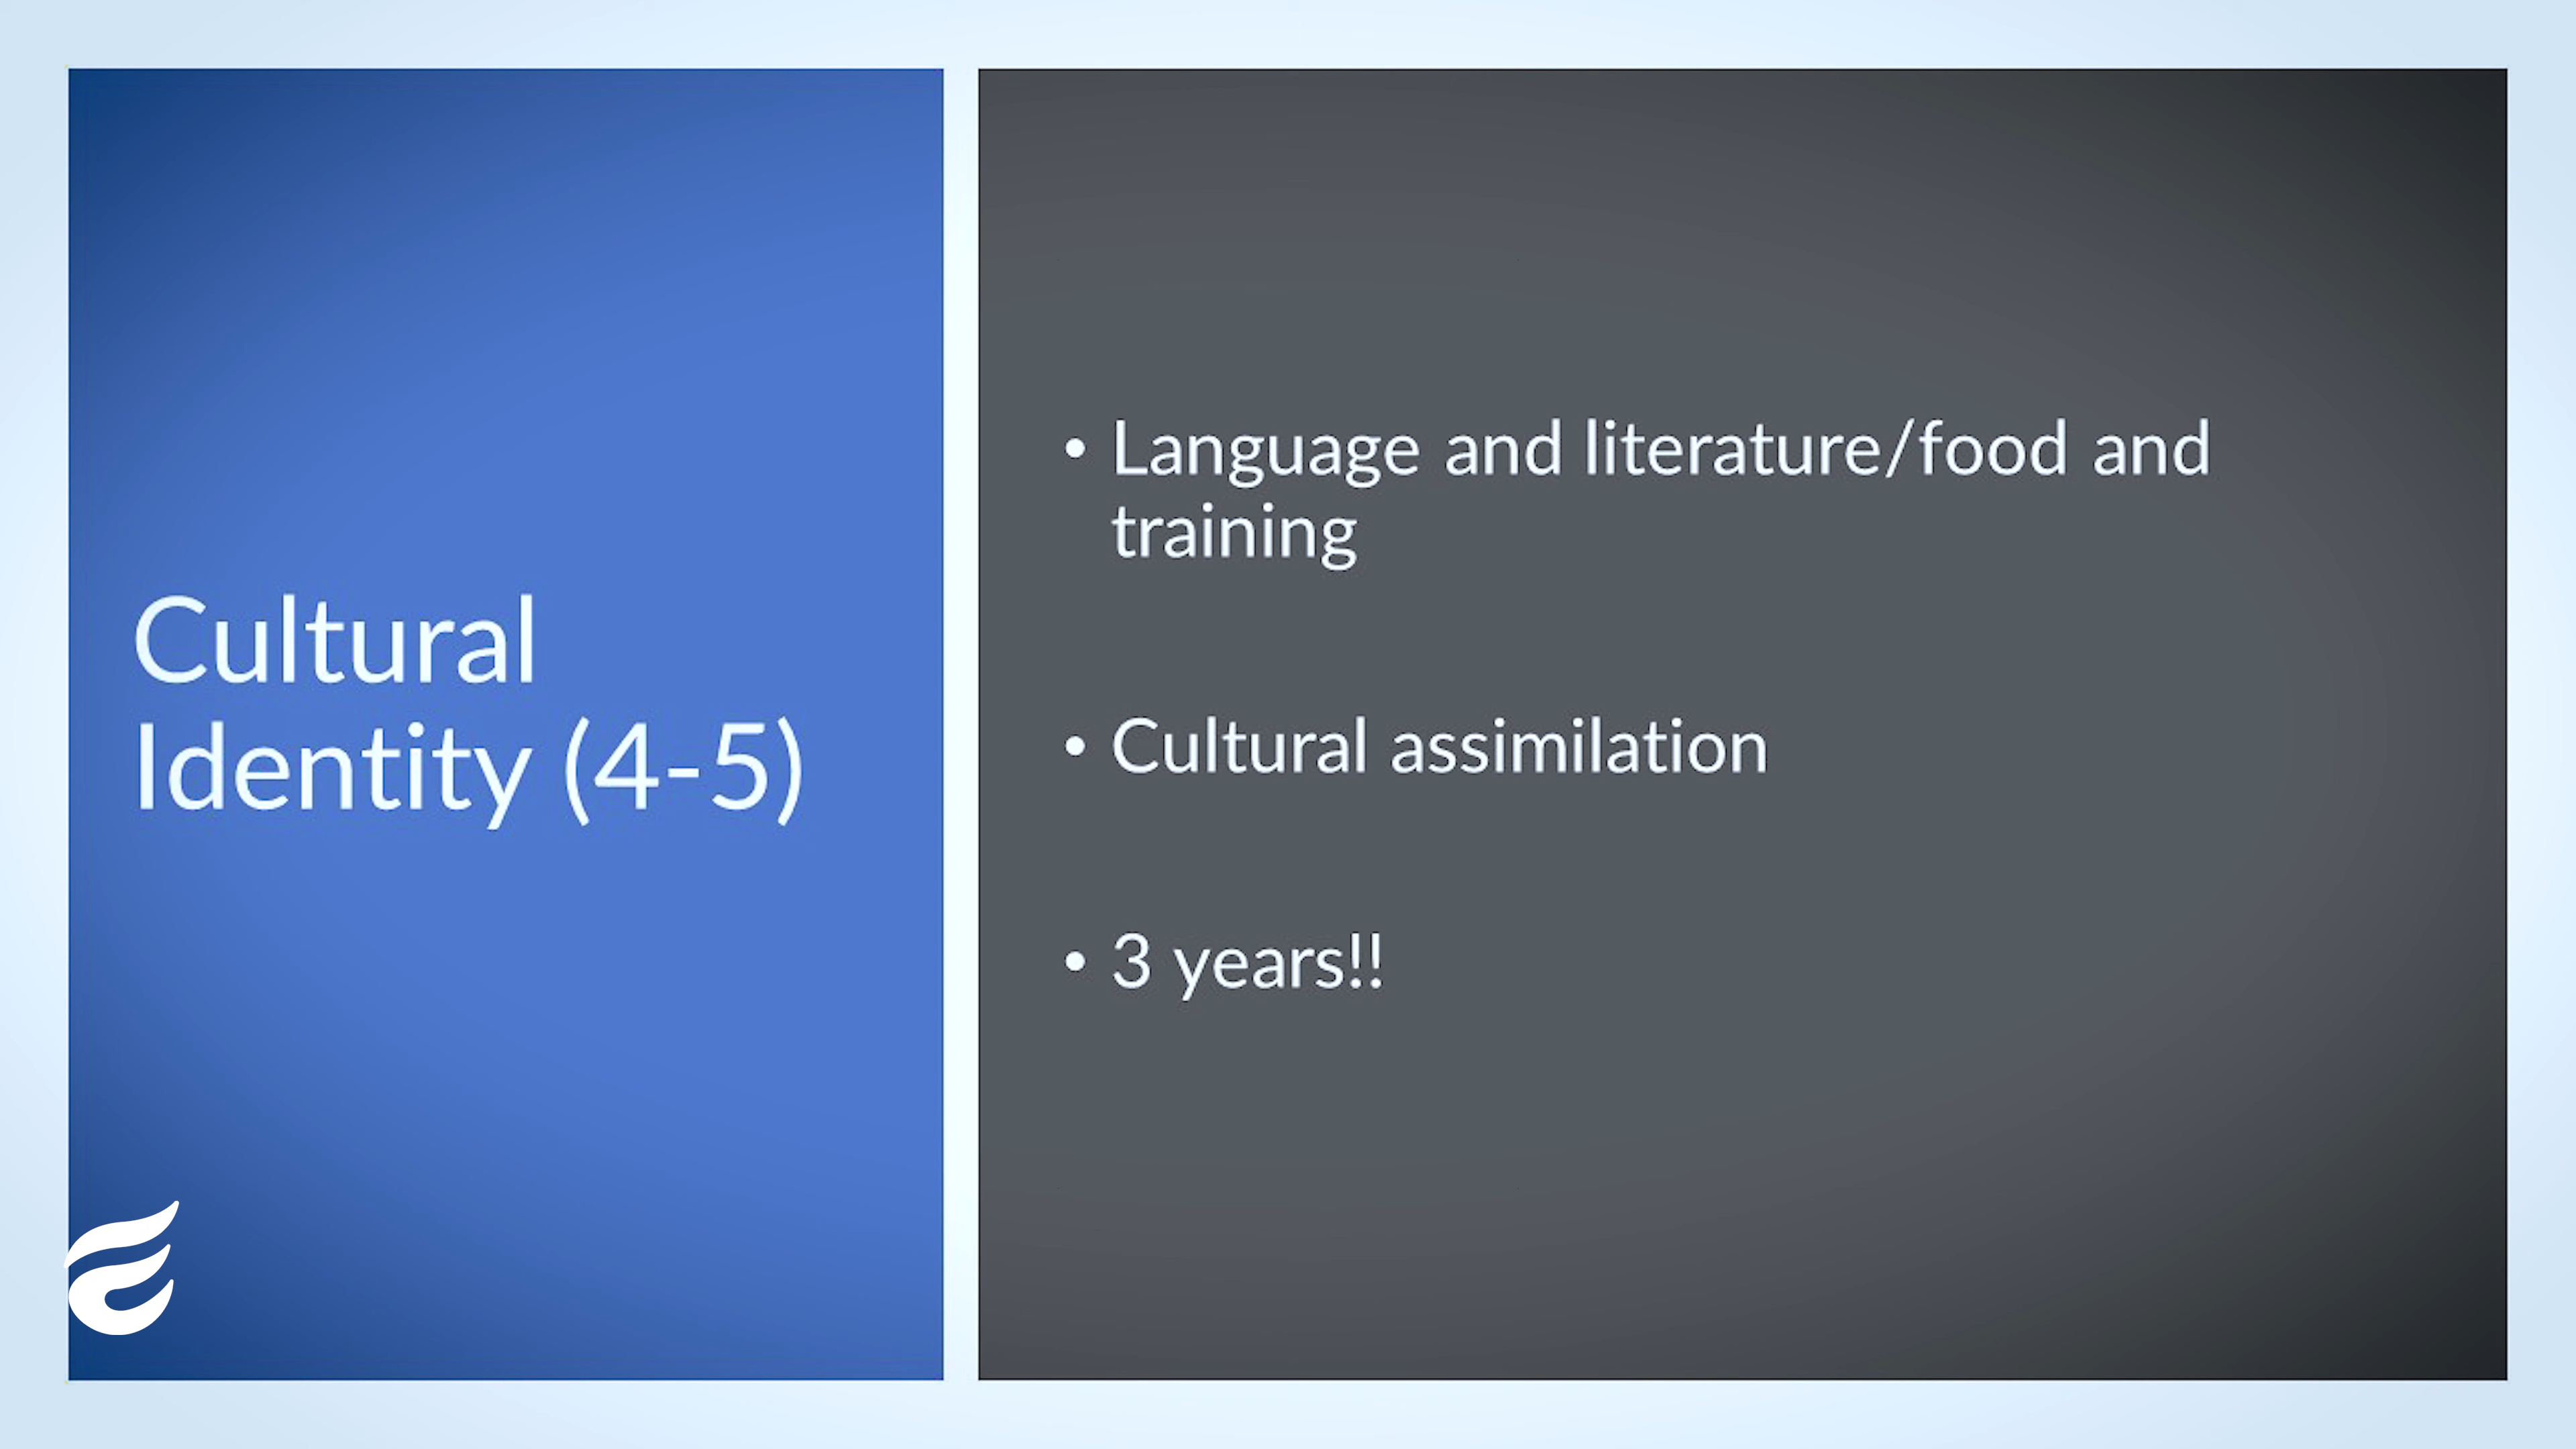 Cultural
Identity (4-5)
• Language and literature/food and
training
• Cultural assimilation
• 3 years!!